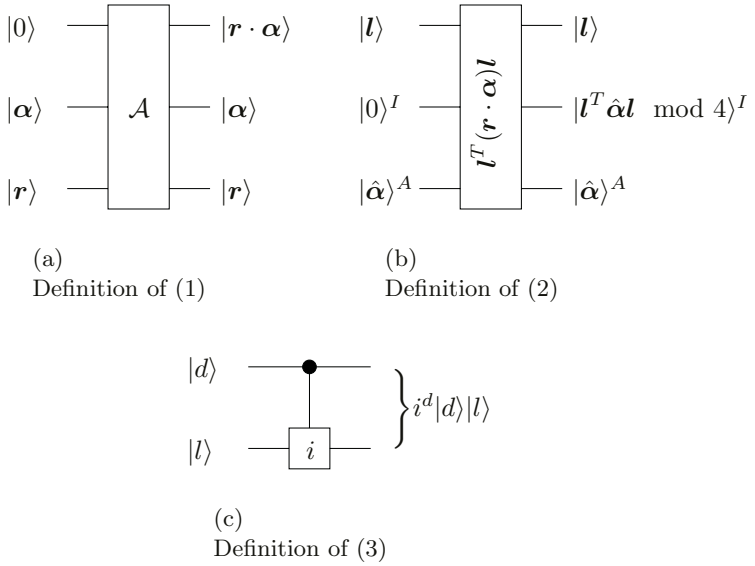 |0⟩ 𝒜 |r · α⟩
|α⟩ |α⟩
|r⟩ |r⟩
(a)
Definition of (1)
|l⟩ l^T (r · α)l |l⟩
|0⟩^I |l^T α̂l mod 4⟩^I
|α̂⟩^A |α̂⟩^A
(b)
Definition of (2)
|d⟩
i^d|d⟩|l⟩
|l⟩ i
(c)
Definition of (3)